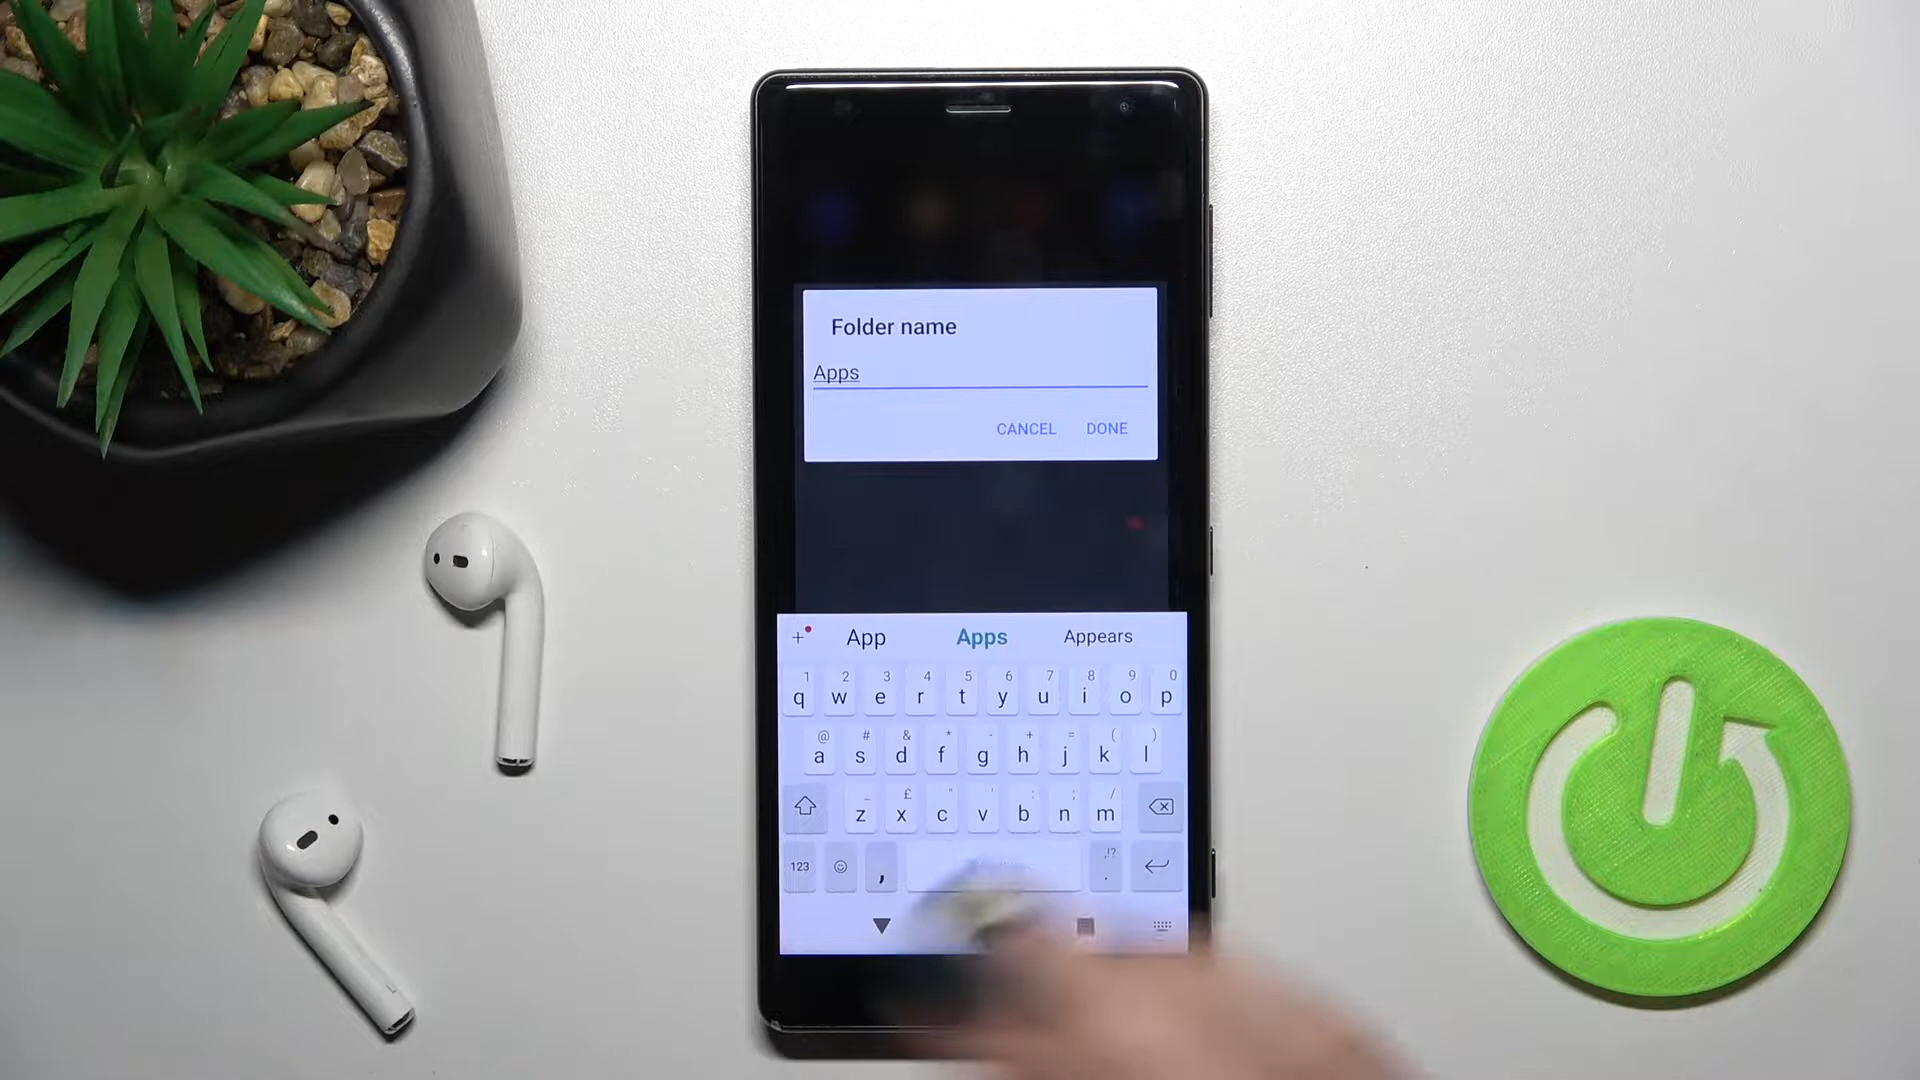 Folder name
Apps
CANCEL DONE
+ App Apps Appears
1 2 3 4 5 6 7 8 9 0
q w e r t y u i o p
@ # & * - + = ( )
a s d f g h j k l
_ £ " ' : ; /
z x c v b n m
123 , ,!? .